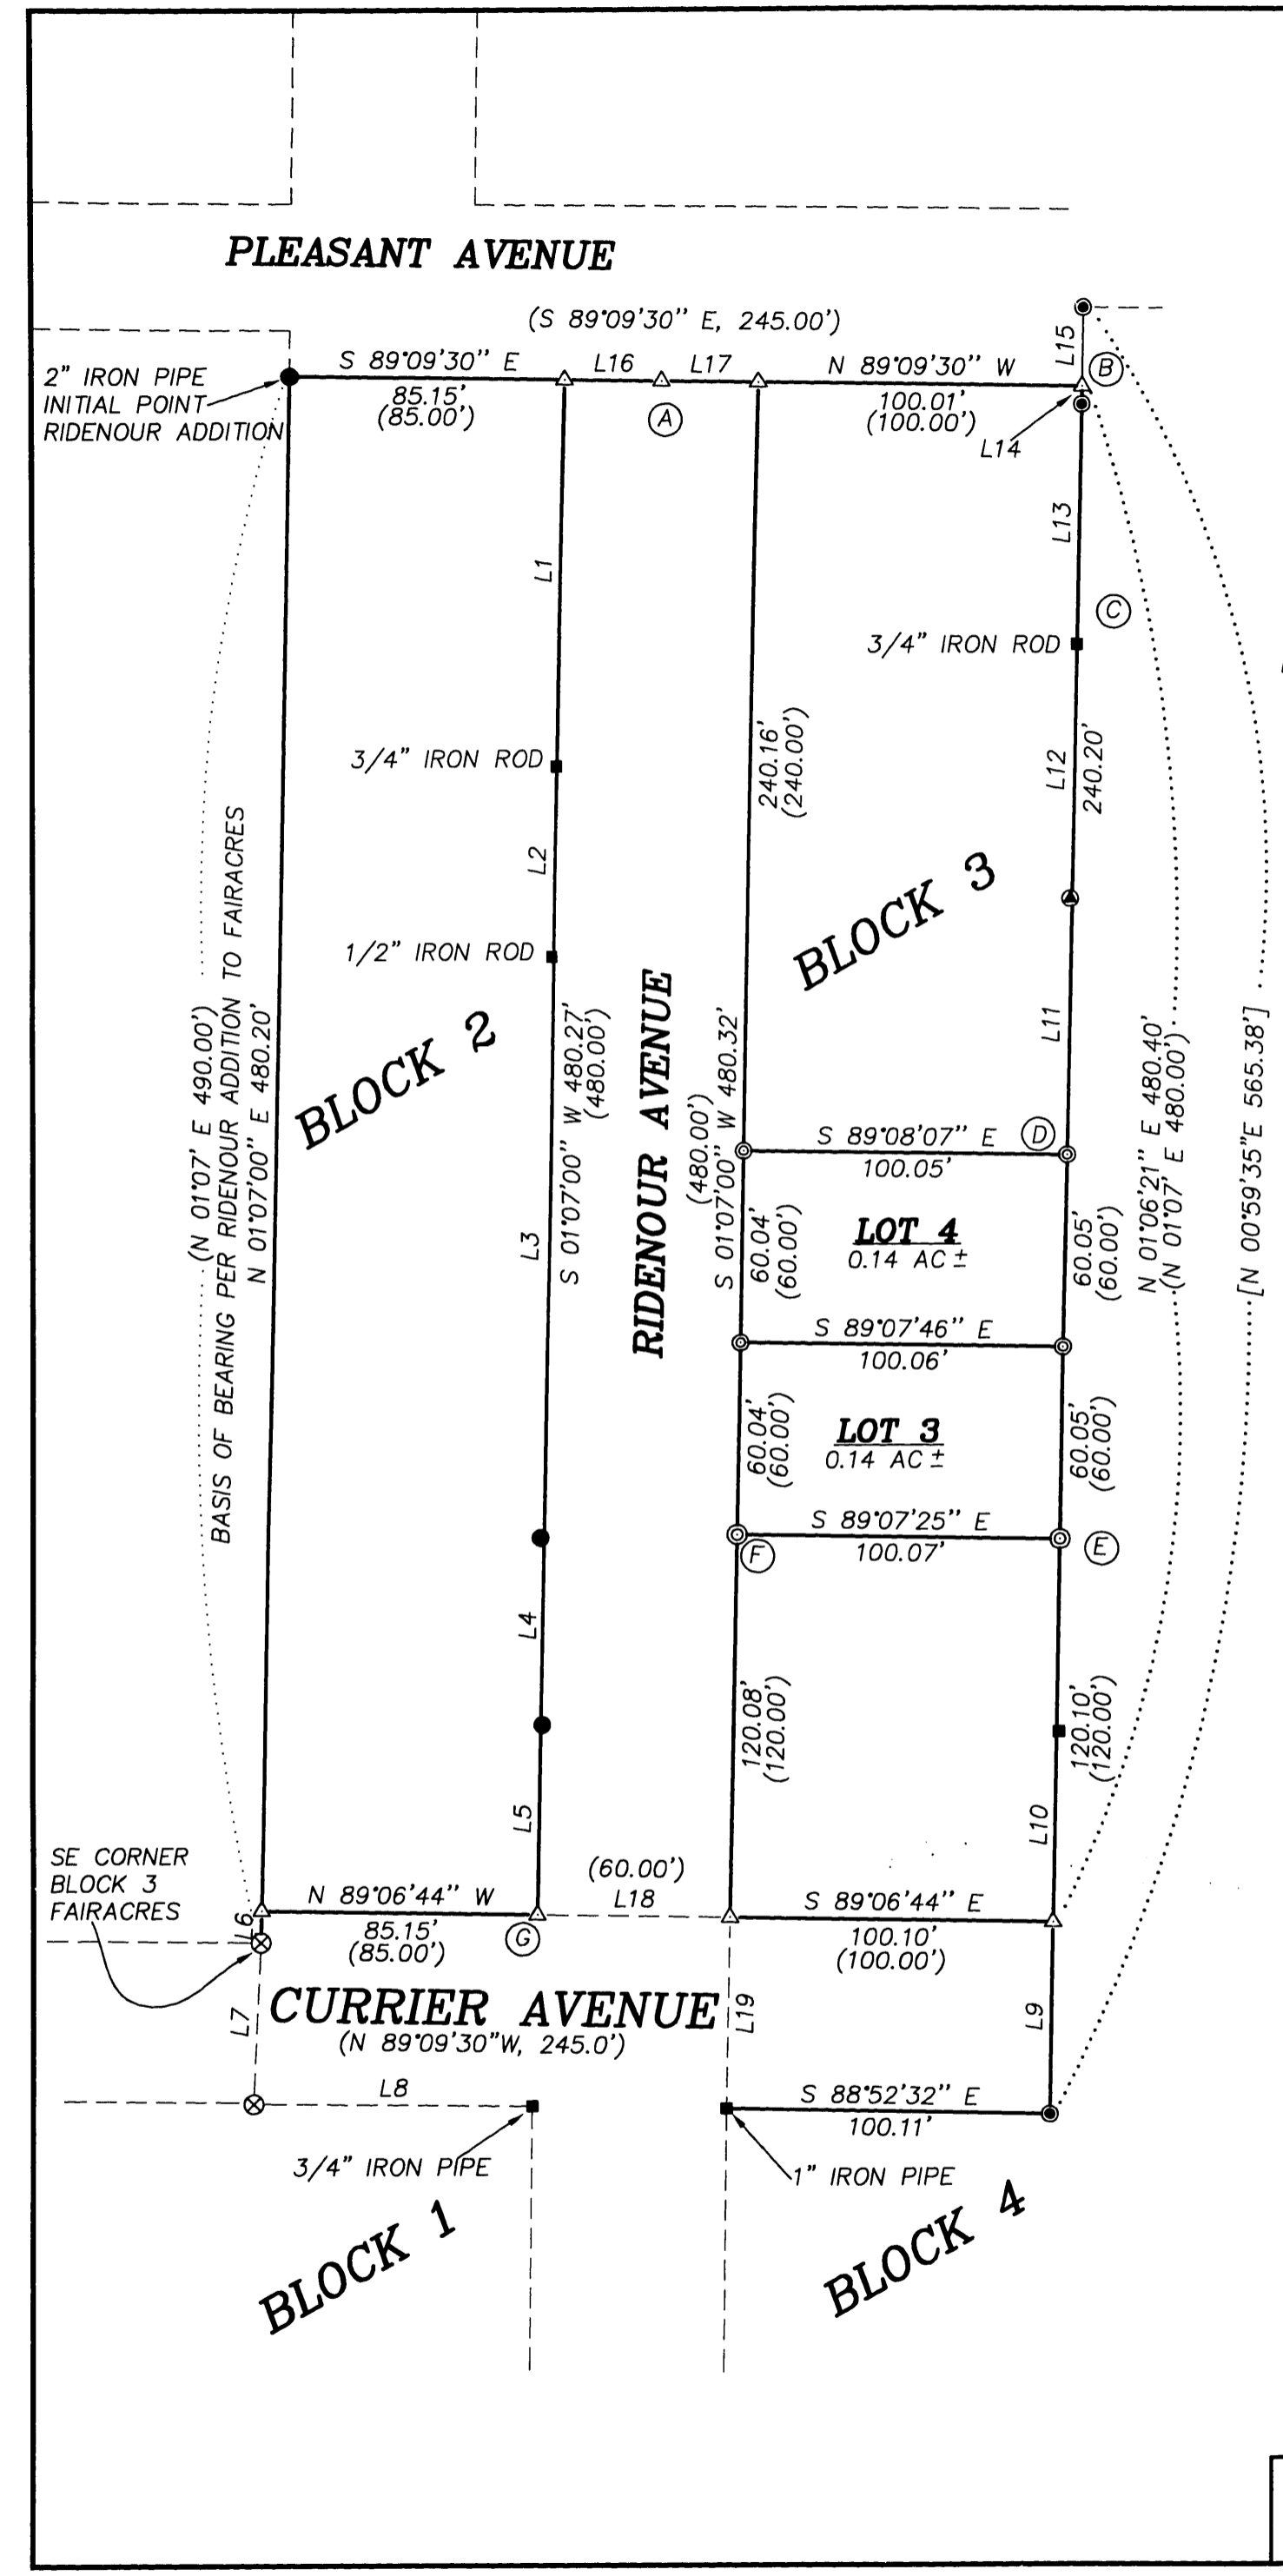 PLEASANT AVENUE
(S 89°09'30" E, 245.00')
L15
B
S 89°09'30" E
L16
L17
N 89°09'30" W
2" IRON PIPE
INITIAL POINT
RIDENOUR ADDITION
85.15'
(85.00')
A
100.01'
(100.00')
L14
L1
L13
C
3/4" IRON ROD
3/4" IRON ROD
240.16'
(240.00')
L12
240.20'
L2
BLOCK 3
1/2" IRON ROD
(N 01°07' E 490.00')
BASIS OF BEARING PER RIDENOUR ADDITION TO FAIRACRES
N 01°07'00" E 480.20'
BLOCK 2
L3
S 01°07'00" W 480.27'
(480.00')
RIDENOUR AVENUE
(480.00')
S 01°07'00" W 480.32'
L11
N 01°06'21" E 480.40'
(N 01°07' E 480.00')
[N 00°59'35"E 565.38']
S 89°08'07" E
D
100.05'
60.04'
(60.00')
LOT 4
0.14 AC ±
60.05'
(60.00')
S 89°07'46" E
100.06'
60.04'
(60.00')
LOT 3
0.14 AC ±
60.05'
(60.00')
S 89°07'25" E
F
100.07'
E
L4
120.08'
(120.00')
120.10'
(120.00')
L5
L10
SE CORNER
BLOCK 3
FAIRACRES
(60.00')
N 89°06'44" W
L18
S 89°06'44" E
L6
85.15'
(85.00')
G
100.10'
(100.00')
L7
CURRIER AVENUE
(N 89°09'30"W, 245.0')
L19
L9
L8
S 88°52'32" E
100.11'
3/4" IRON PIPE
1" IRON PIPE
BLOCK 1
BLOCK 4